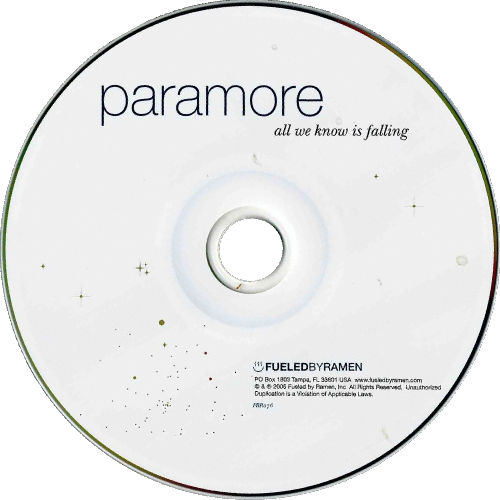 paramore
all we know is falling
FUELEDBYRAMEN
PO Box 1803 Tampa, FL 33601 USA www.fueledbyramen.com
© & ℗ 2005 Fueled by Ramen, Inc All Rights Reserved. Unauthorized
Duplication is a Violation of Applicable Laws.
FBR076